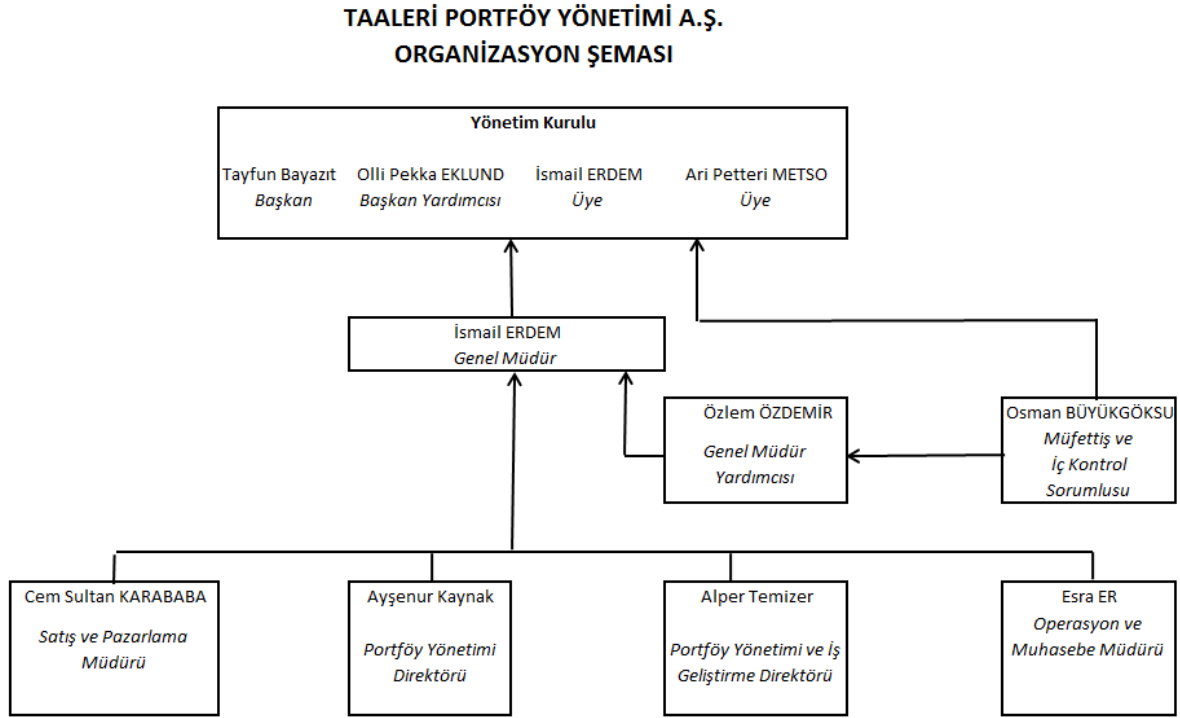 TAALERİ PORTFÖY YÖNETİMİ A.Ş.
ORGANİZASYON ŞEMASI
Yönetim Kurulu
Tayfun Bayazıt
Başkan
Olli Pekka EKLUND
Başkan Yardımcısı
İsmail ERDEM
Üye
Ari Petteri METSO
Üye
İsmail ERDEM
Genel Müdür
Özlem ÖZDEMİR
Genel Müdür
Yardımcısı
Osman BÜYÜKGÖKSU
Müfettiş ve
İç Kontrol
Sorumlusu
Cem Sultan KARABABA
Satış ve Pazarlama
Müdürü
Ayşenur Kaynak
Portföy Yönetimi
Direktörü
Alper Temizer
Portföy Yönetimi ve İş
Geliştirme Direktörü
Esra ER
Operasyon ve
Muhasebe Müdürü